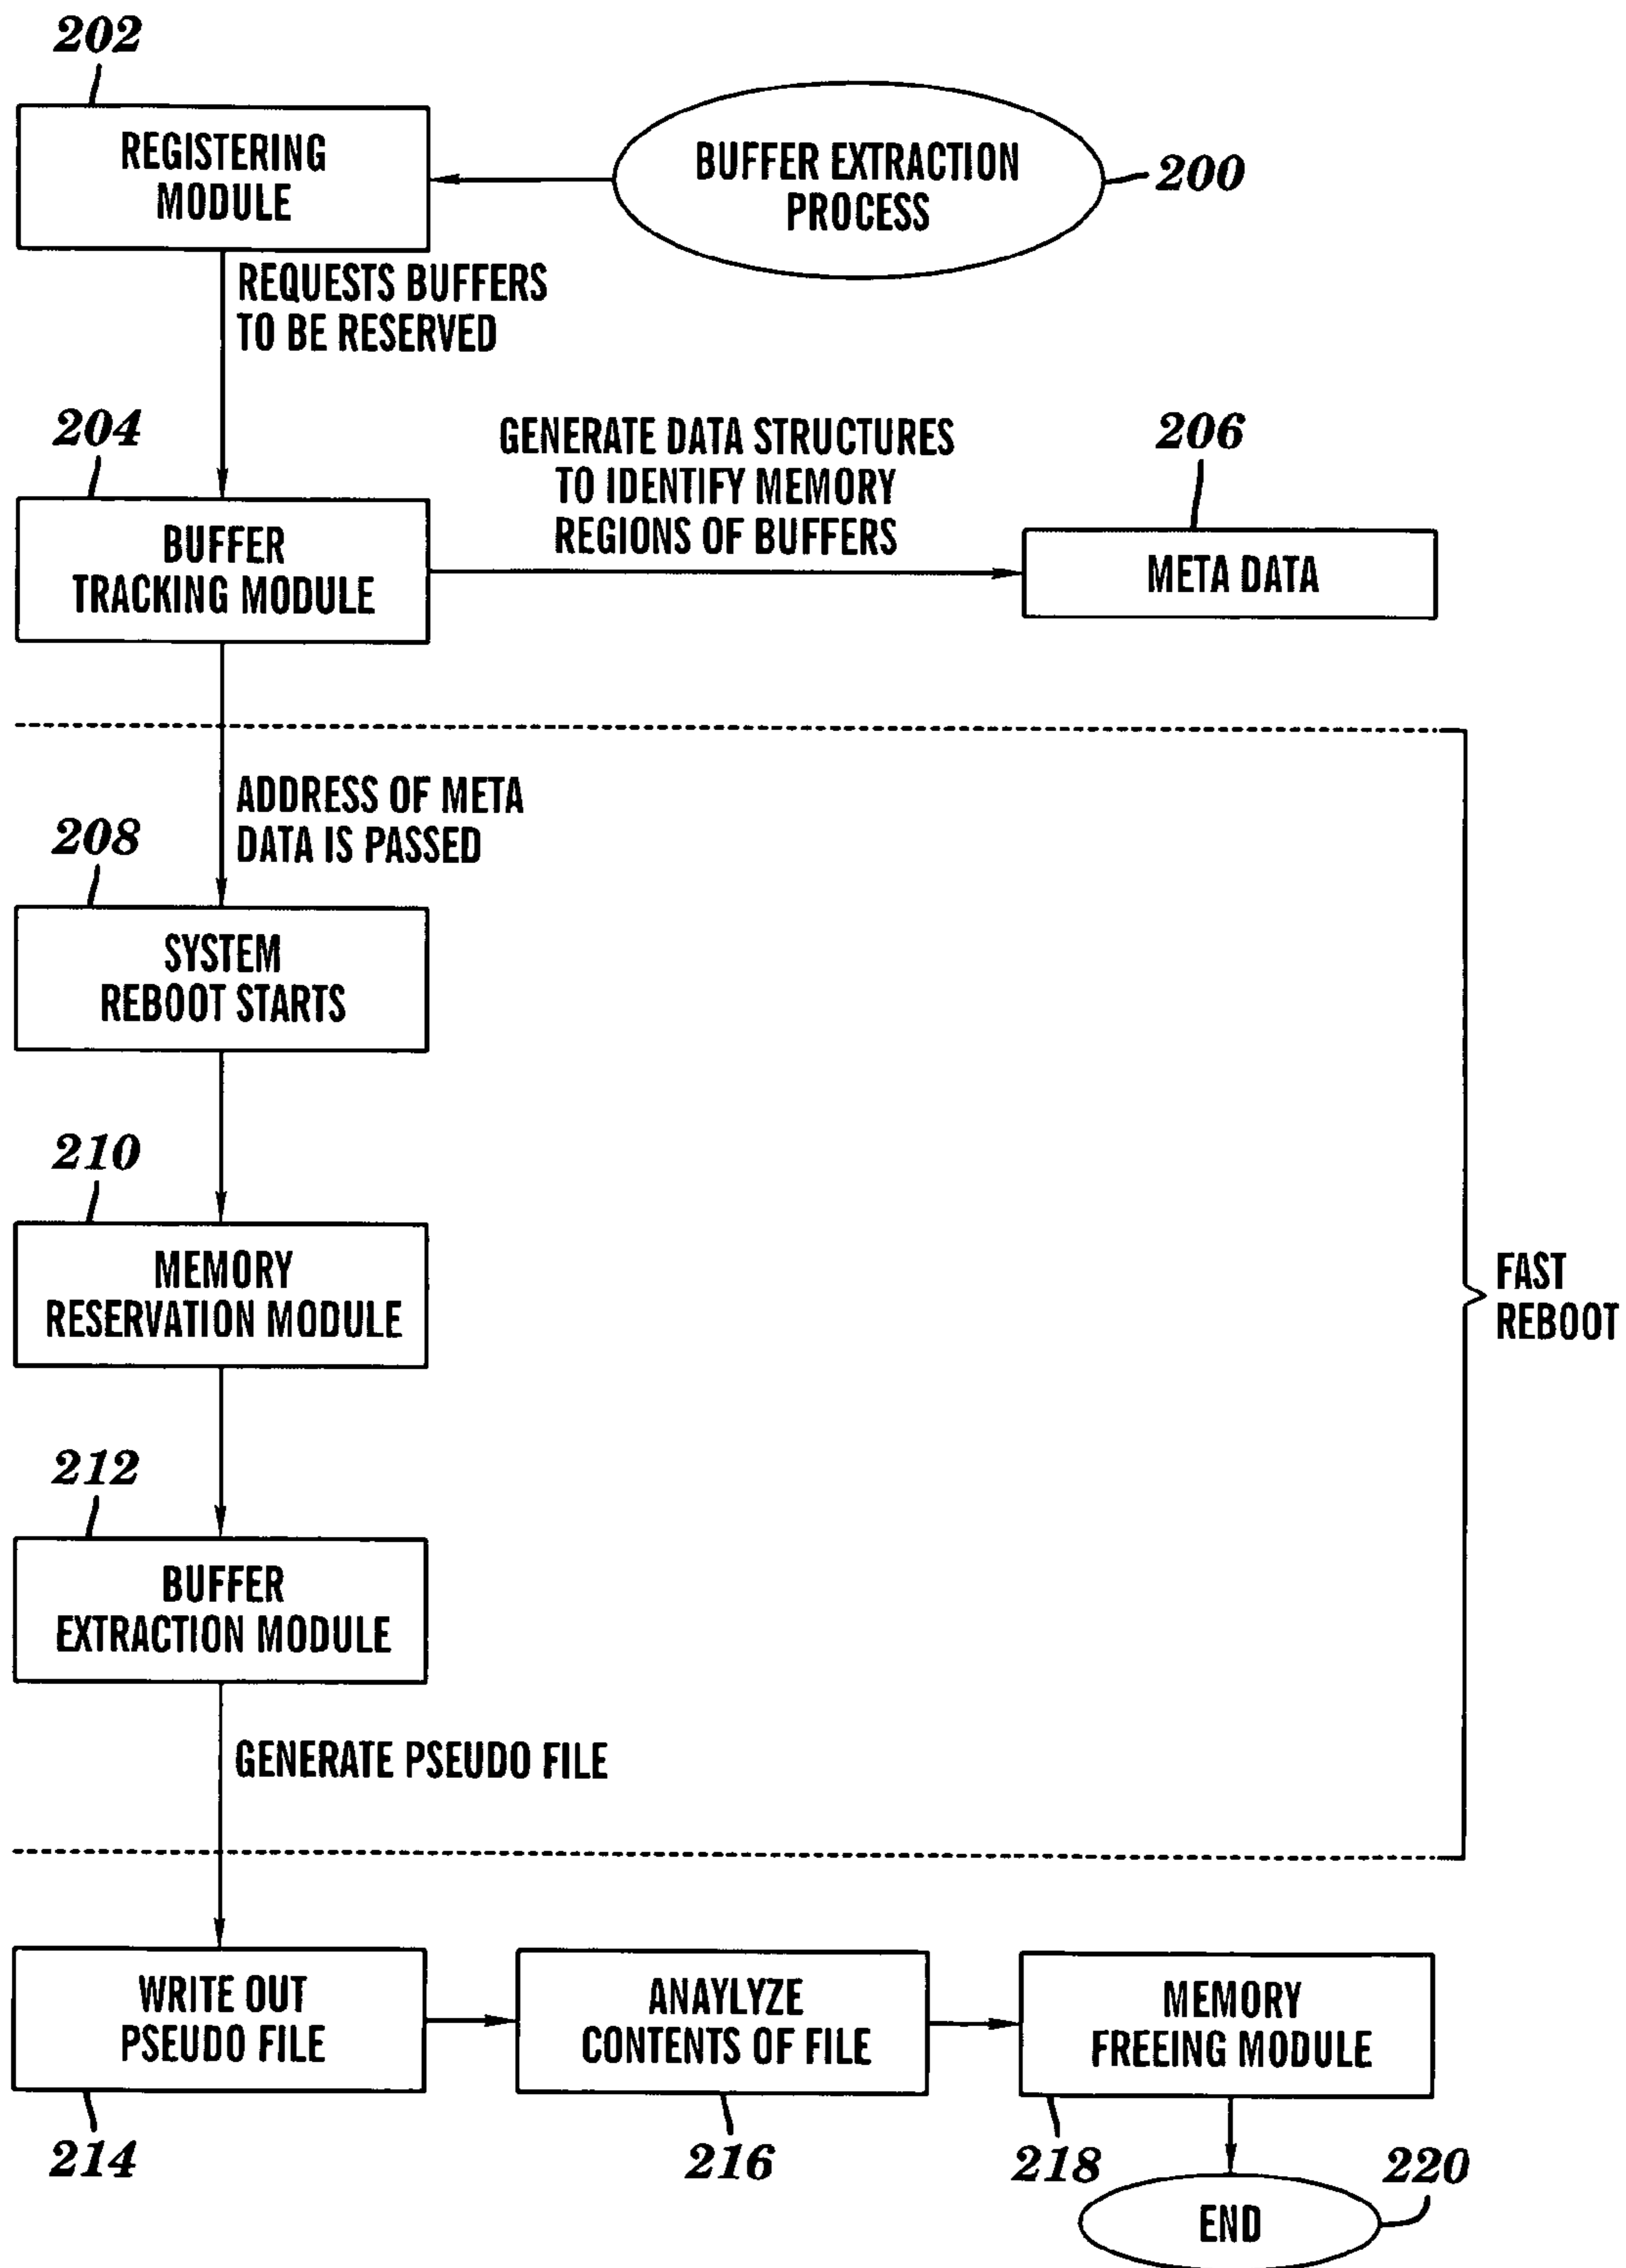 202
REGISTERING
MODULE
BUFFER EXTRACTION
PROCESS
200
REQUESTS BUFFERS
TO BE RESERVED
204
BUFFER
TRACKING MODULE
GENERATE DATA STRUCTURES
TO IDENTIFY MEMORY
REGIONS OF BUFFERS
206
META DATA
ADDRESS OF META
DATA IS PASSED
208
SYSTEM
REBOOT STARTS
210
MEMORY
RESERVATION MODULE
FAST
REBOOT
212
BUFFER
EXTRACTION MODULE
GENERATE PSEUDO FILE
WRITE OUT
PSEUDO FILE
214
ANAYLYZE
CONTENTS OF FILE
216
MEMORY
FREEING MODULE
218
220
END